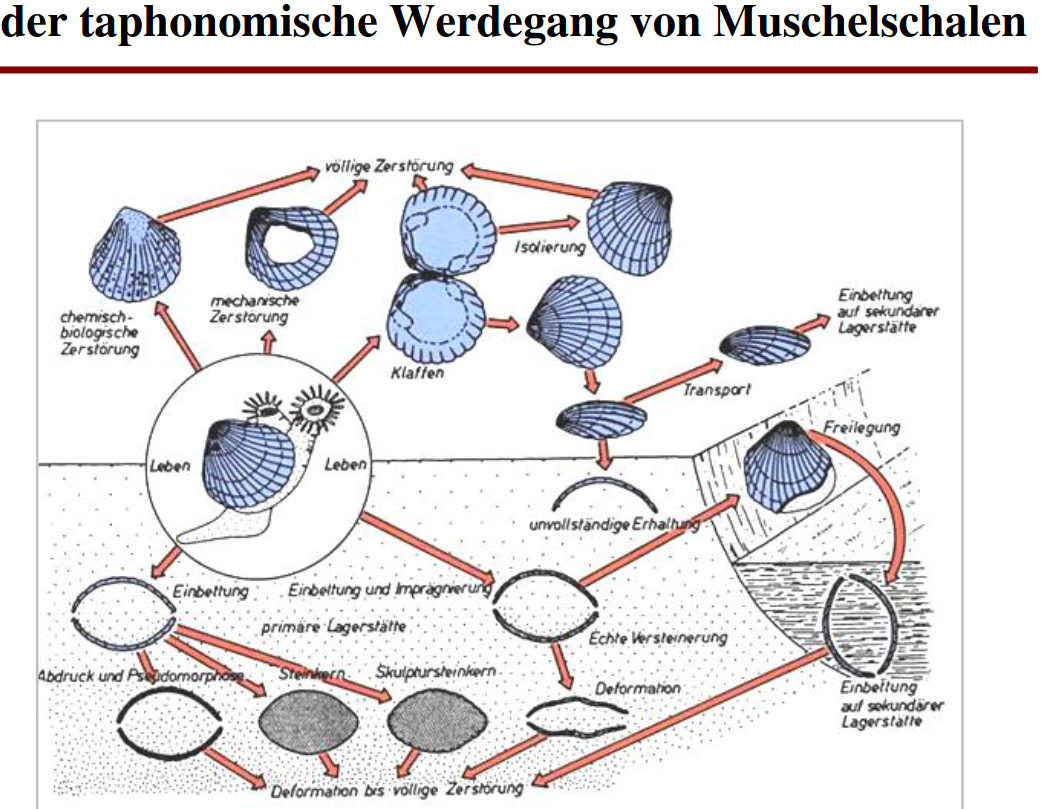 der taphonomische Werdegang von Muschelschalen
völlige Zerstörung
Isolierung
mechanische
Zerstörung
chemisch-
biologische
Zerstörung
Klaffen
Einbettung
auf sekundärer
Lagerstätte
Transport
Freilegung
Leben
Leben
unvollständige Erhaltung
Einbettung
Einbettung und Imprägnierung
primäre Lagerstätte
Echte Versteinerung
Abdruck und Pseudomorphose
Steinkern
Skulptursteinkern
Deformation
Einbettung
auf sekundärer
Lagerstätte
Deformation bis völlige Zerstörung